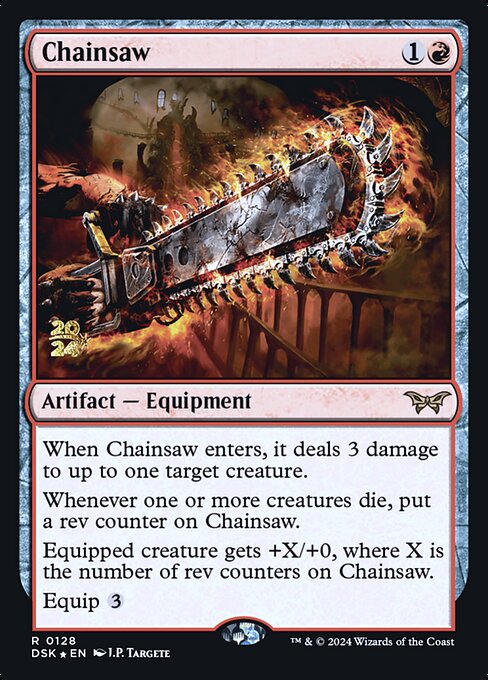 Chainsaw 1
2024
Artifact — Equipment
When Chainsaw enters, it deals 3 damage
to up to one target creature.
Whenever one or more creatures die, put
a rev counter on Chainsaw.
Equipped creature gets +X/+0, where X is
the number of rev counters on Chainsaw.
Equip 3
R 0128
DSK ★ EN J.P. TARGETE
™ & © 2024 Wizards of the Coast